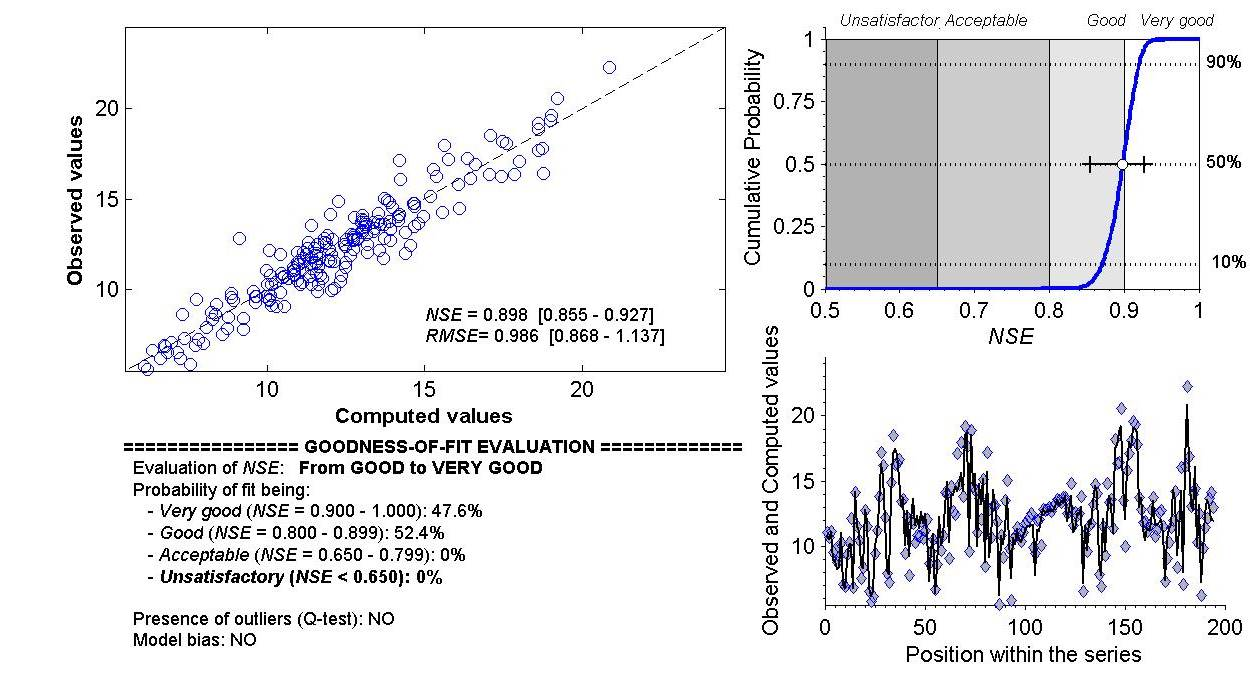 20
15
10
Observed values
NSE = 0.898 [0.855 - 0.927]
RMSE= 0.986 [0.868 - 1.137]
10 15 20
Computed values
================ GOODNESS-OF-FIT EVALUATION =============
Evaluation of NSE: From GOOD to VERY GOOD
Probability of fit being:
- Very good (NSE = 0.900 - 1.000): 47.6%
- Good (NSE = 0.800 - 0.899): 52.4%
- Acceptable (NSE = 0.650 - 0.799): 0%
- Unsatisfactory (NSE < 0.650): 0%
Presence of outliers (Q-test): NO
Model bias: NO
Unsatisfactor Acceptable Good Very good
1
0.75
0.5
0.25
0
Cumulative Probability
90%
50%
10%
0.5 0.6 0.7 0.8 0.9 1
NSE
20
15
10
Observed and Computed values
0 50 100 150 200
Position within the series